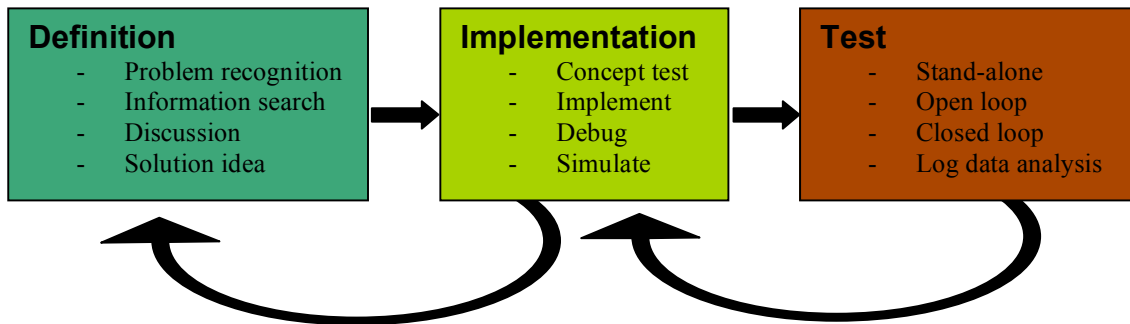 Definition
- Problem recognition
- Information search
- Discussion
- Solution idea
Implementation
- Concept test
- Implement
- Debug
- Simulate
Test
- Stand-alone
- Open loop
- Closed loop
- Log data analysis